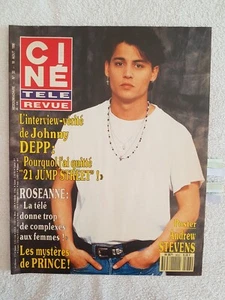 CINÉ
TÉLÉ
REVUE
L'interview-vérité
de Johnny
DEPP:
Pourquoi j'ai quitté
"21 JUMP STREET"!
ROSEANNE:
La télé
donne trop
de complexes
aux femmes!
Les mystères
de PRINCE!
Poster
Andrew
STEVENS